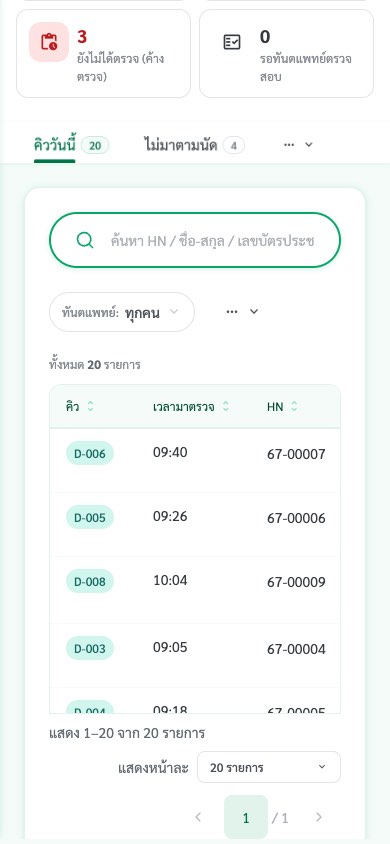 3
ยังไม่ได้ตรวจ (ค้าง
ตรวจ)
0
รอทันตแพทย์ตรวจ
สอบ
คิววันนี้ 20
ไม่มาตามนัด 4
...
ค้นหา HN / ชื่อ-สกุล / เลขบัตรประช
ทันตแพทย์: ทุกคน
...
ทั้งหมด 20 รายการ
คิว เวลามาตรวจ HN
D-006 09:40 67-00007
D-005 09:26 67-00006
D-008 10:04 67-00009
D-003 09:05 67-00004
D-004 09:18 67-00005
แสดง 1–20 จาก 20 รายการ
แสดงหน้าละ 20 รายการ
1 / 1